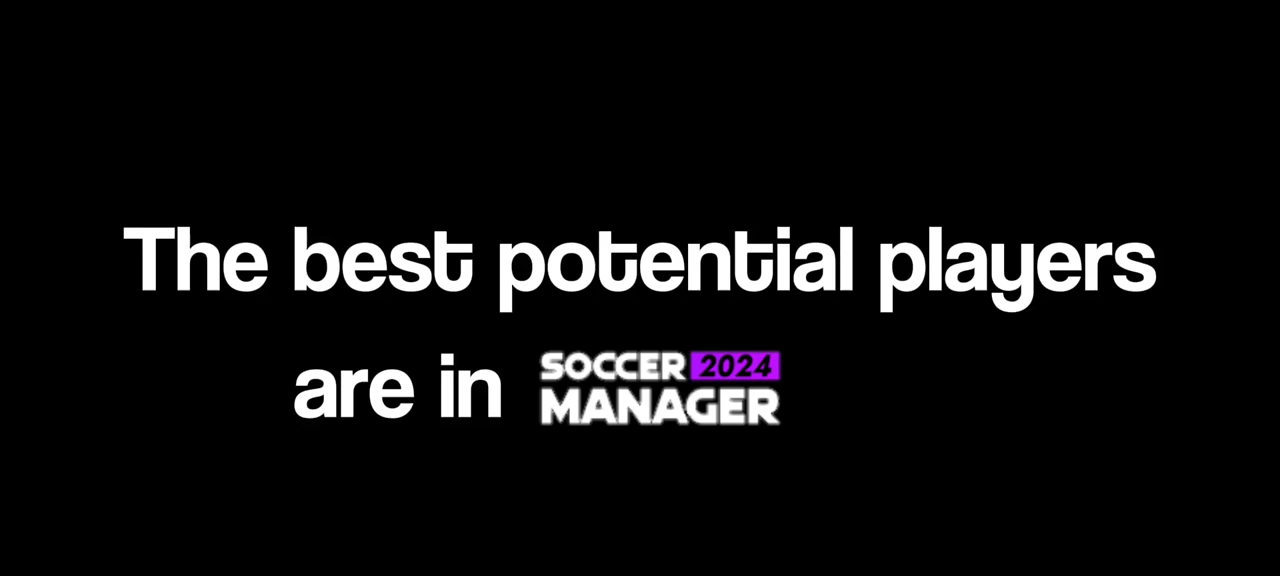 The best potential players
are in SOCCER 2024
MANAGER